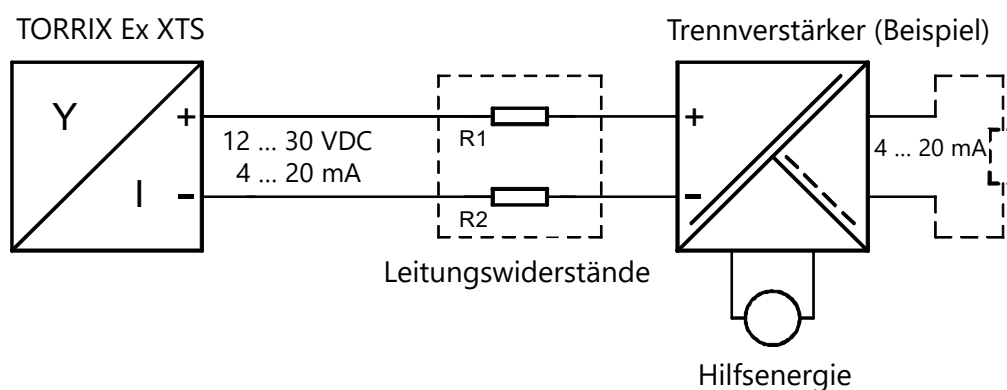 TORRIX Ex XTS
Trennverstärker (Beispiel)
Y
I
+
-
12 ... 30 VDC
4 ... 20 mA
R1
R2
Leitungswiderstände
+
-
4 ... 20 mA
Hilfsenergie